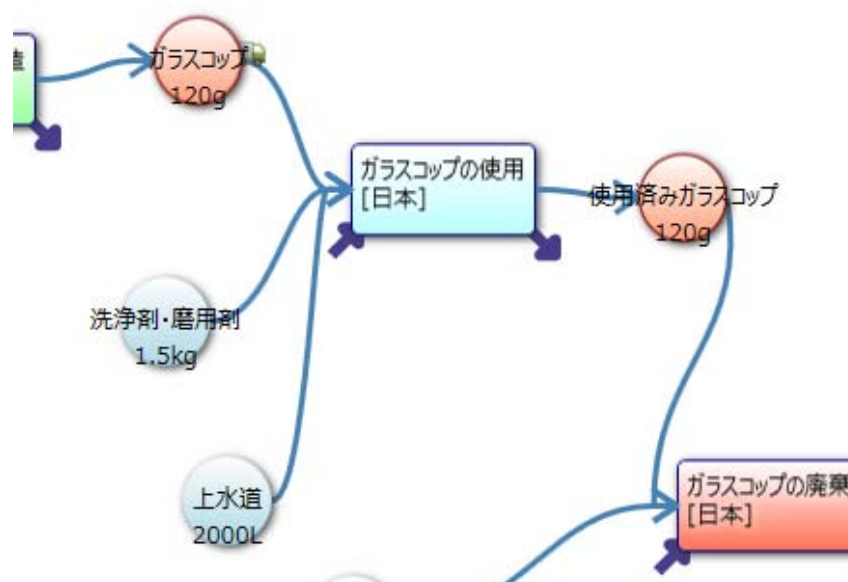 造
ガラスコップ
120g
ガラスコップの使用
[日本]
使用済みガラスコップ
120g
洗浄剤・磨用剤
1.5kg
上水道
2000L
ガラスコップの廃棄
[日本]